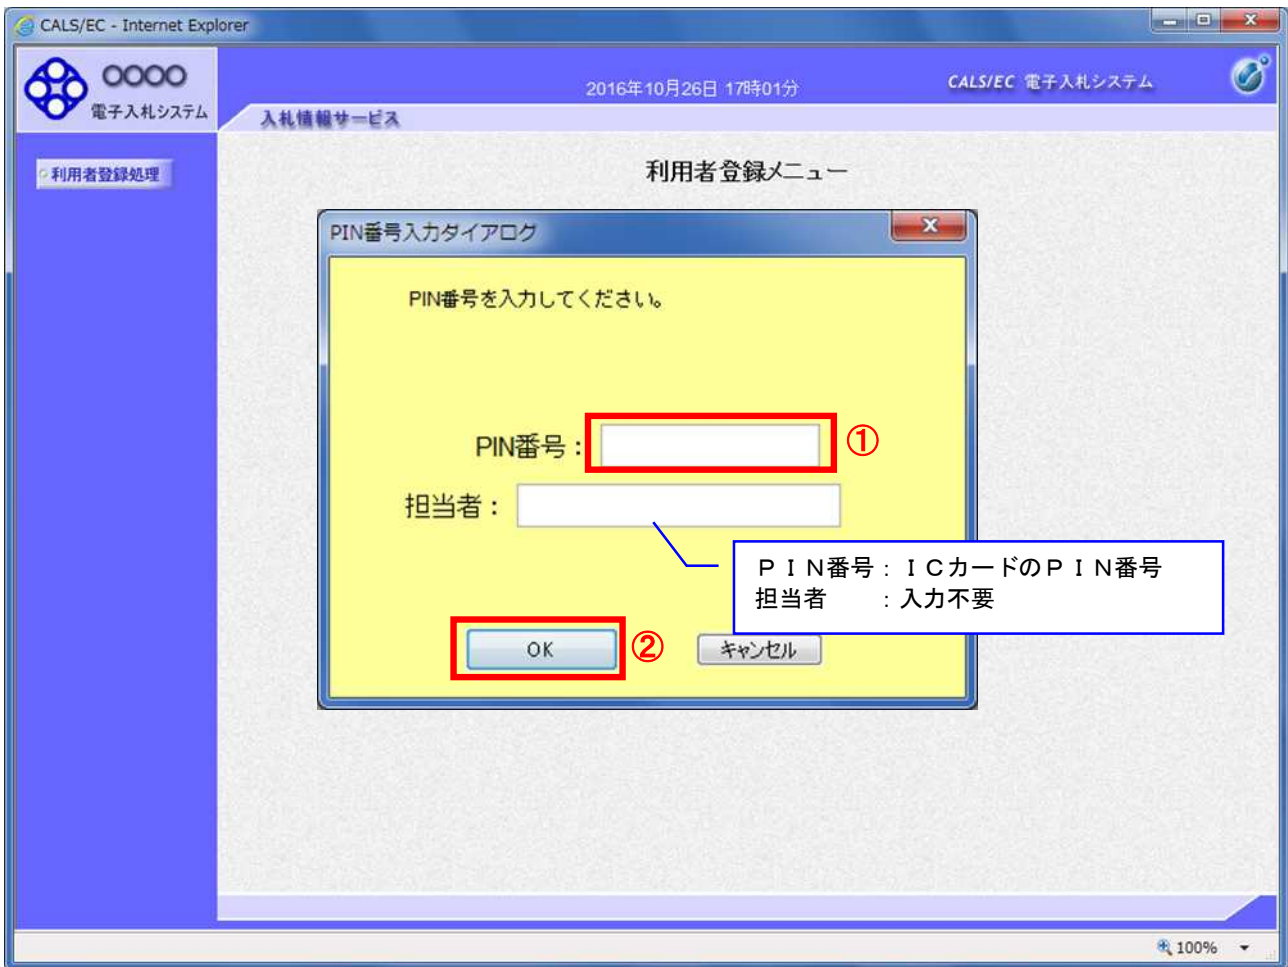 CALS/EC - Internet Explorer
○○○○
電子入札システム
2016年10月26日 17時01分
CALS/EC 電子入札システム
入札情報サービス
利用者登録処理
利用者登録メニュー
PIN番号入力ダイアログ
PIN番号を入力してください。
PIN番号：
①
担当者：
ＰＩＮ番号：ＩＣカードのＰＩＮ番号
担当者　　：入力不要
OK
②
キャンセル
100%